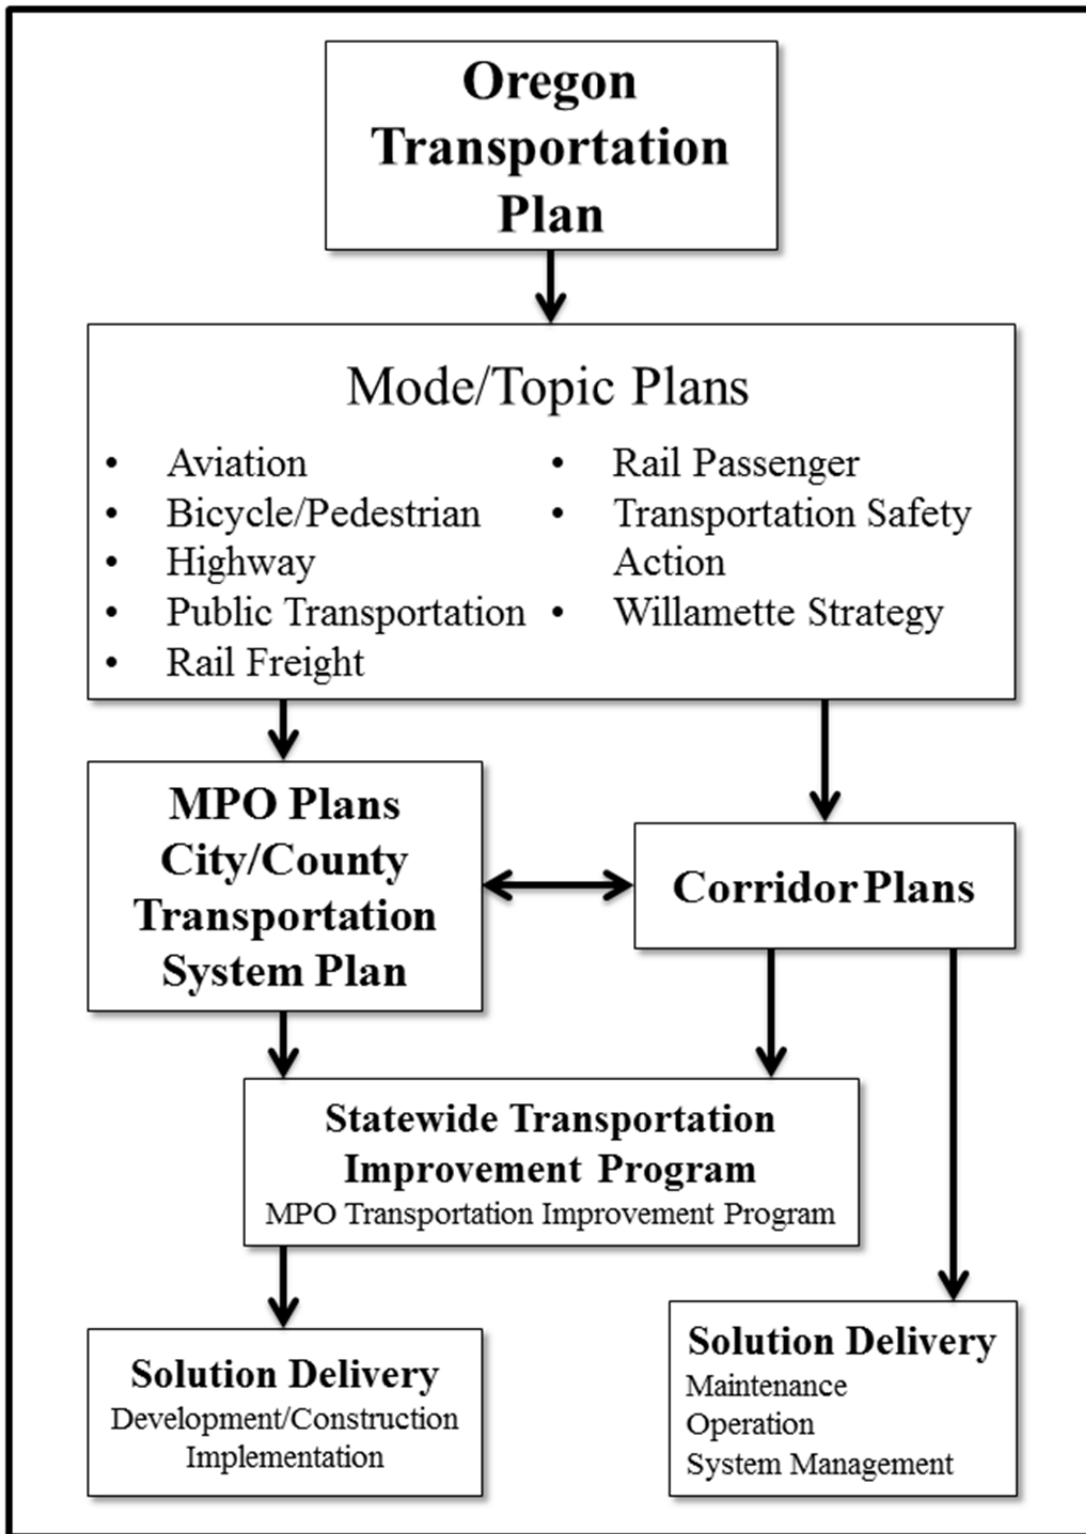 Oregon
Transportation
Plan
Mode/Topic Plans
• Aviation
• Bicycle/Pedestrian
• Highway
• Public Transportation
• Rail Freight
• Rail Passenger
• Transportation Safety
Action
• Willamette Strategy
MPO Plans
City/County
Transportation
System Plan
Corridor Plans
Statewide Transportation
Improvement Program
MPO Transportation Improvement Program
Solution Delivery
Development/Construction
Implementation
Solution Delivery
Maintenance
Operation
System Management